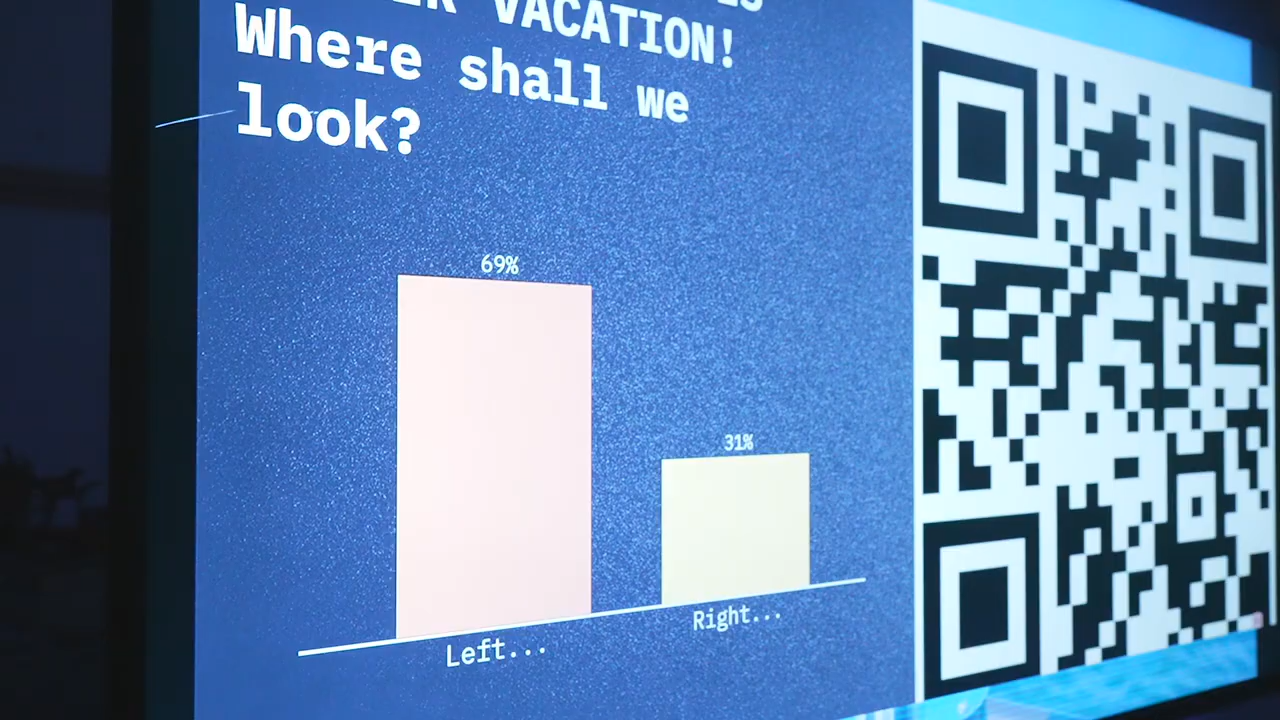 VACATION!
Where shall we
look?
69%
31%
Left...
Right...